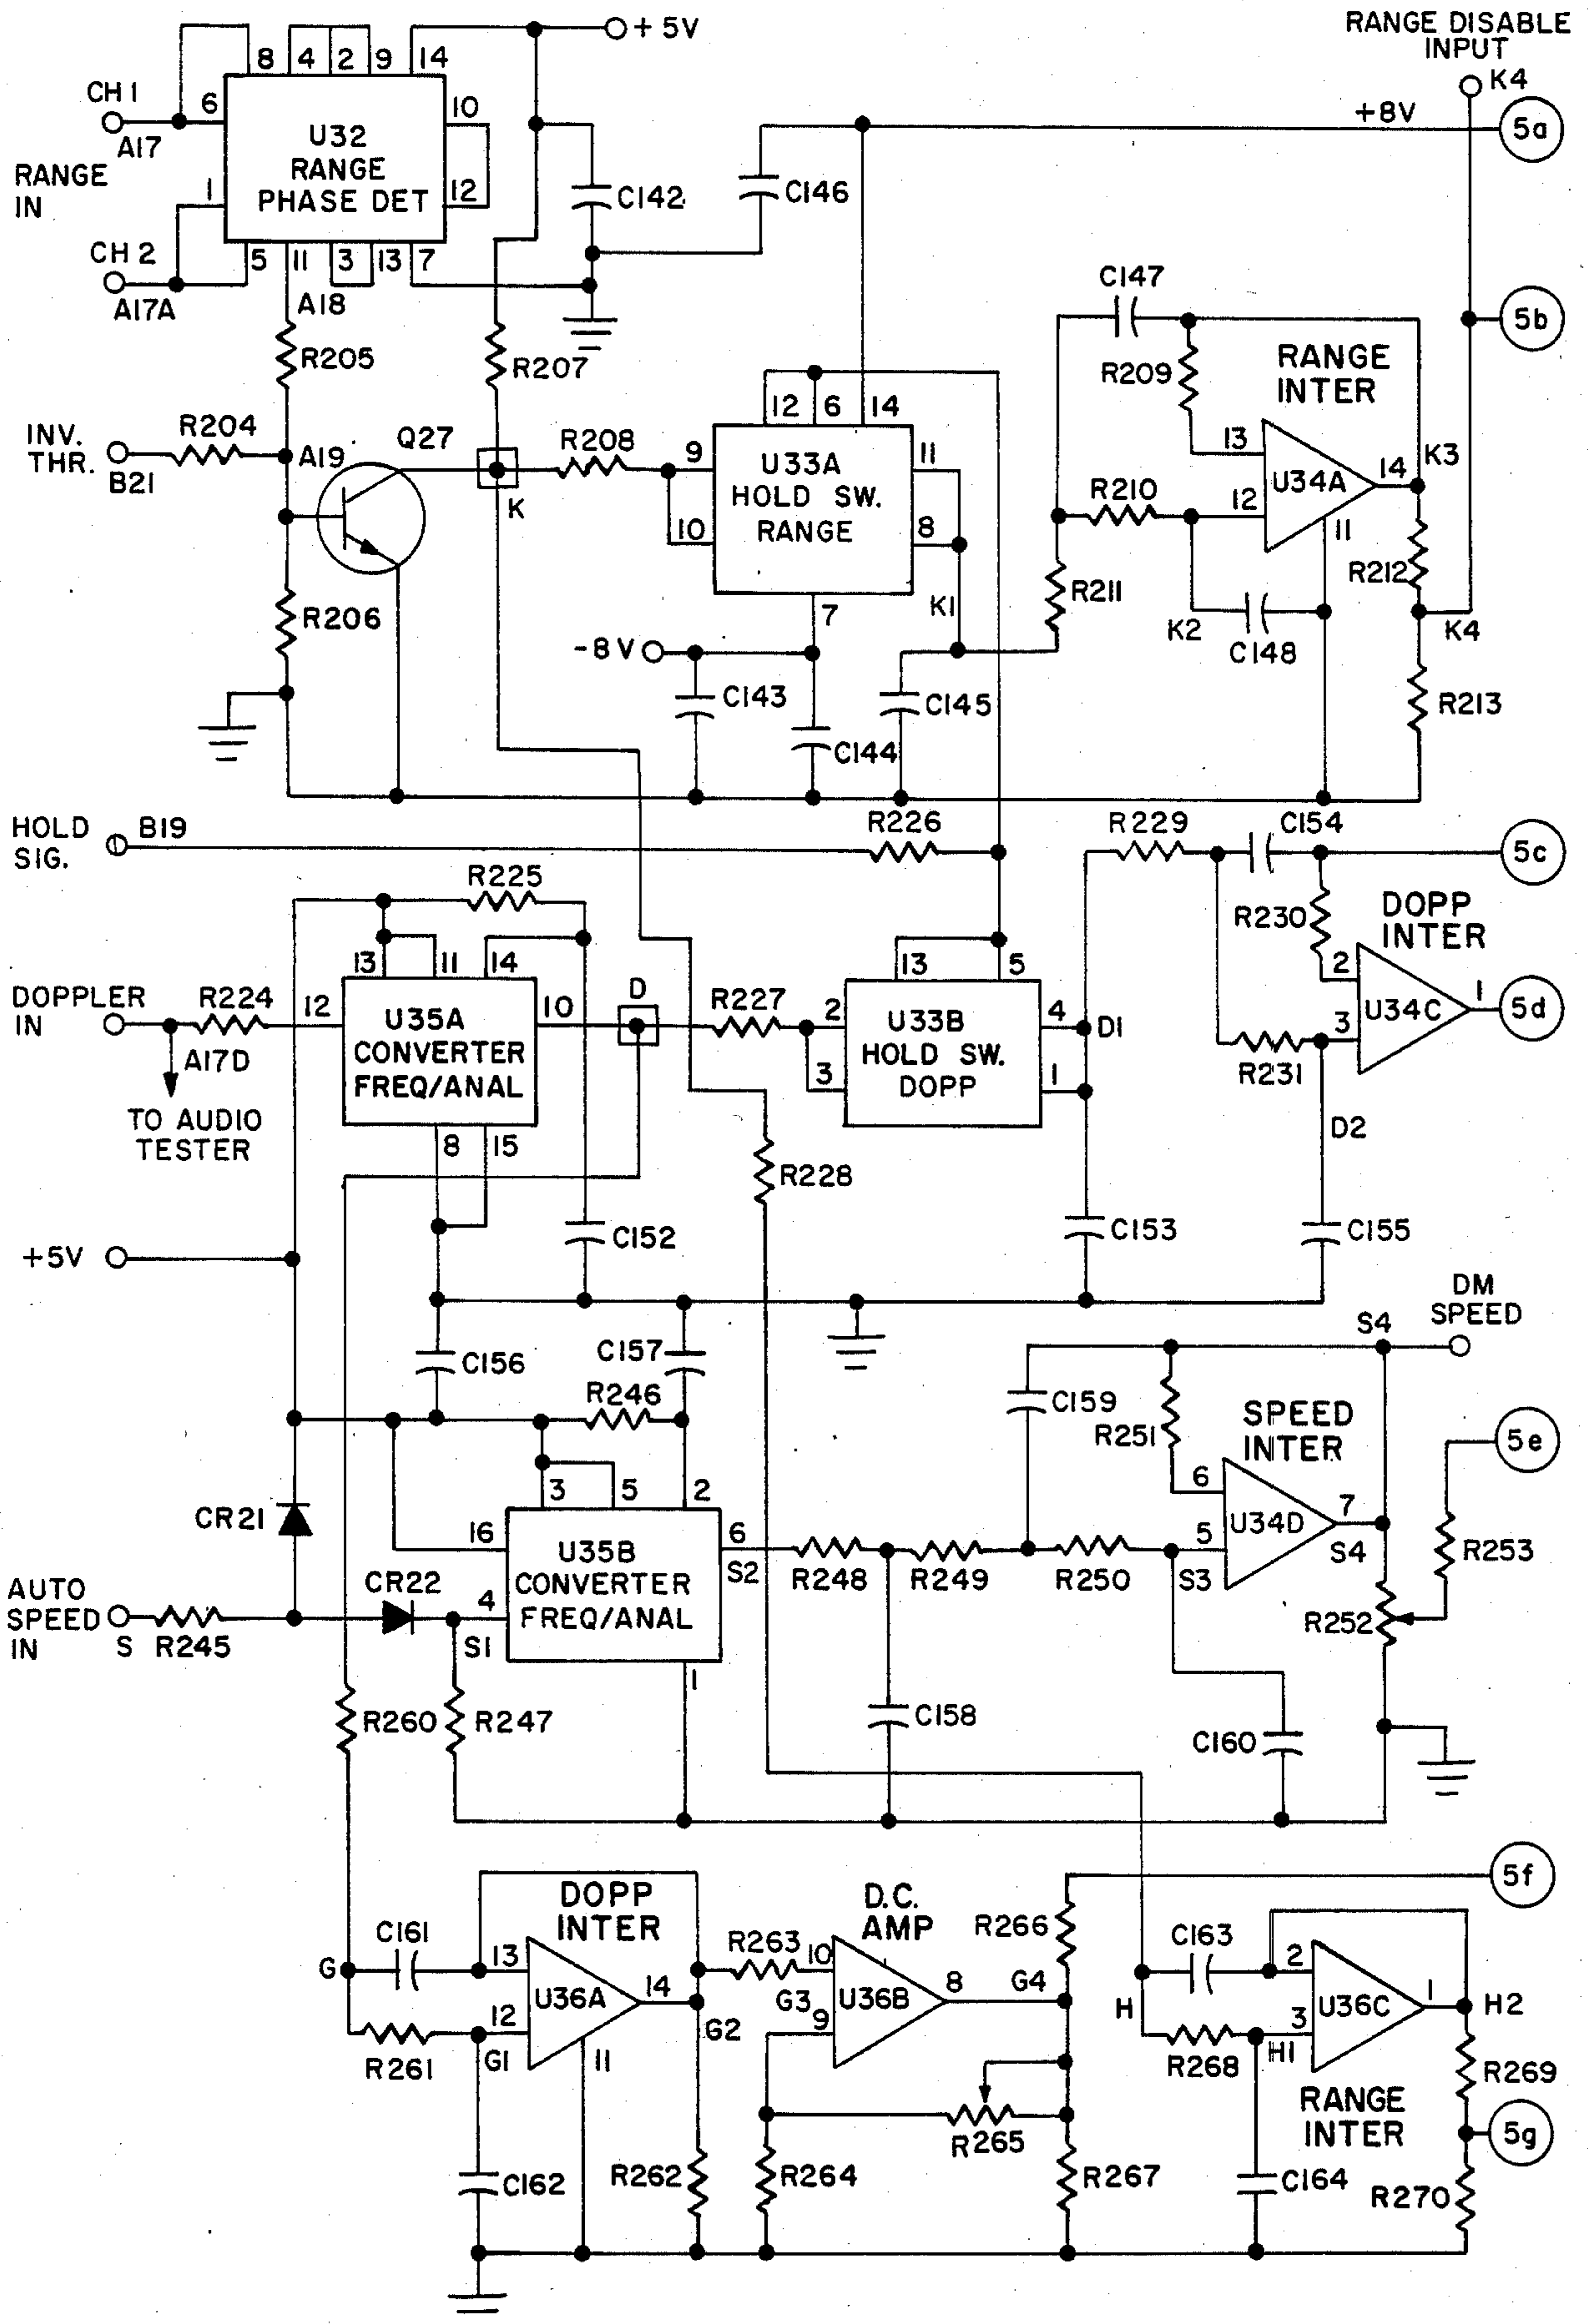 RANGE DISABLE
INPUT
K4
+5V
8 4 2 9 14
CH 1
6
A17
10
U32
RANGE
PHASE DET
RANGE
IN
1
12
CH 2
A17A
5 11 3 13 7
A18
C142
C146
+8V
5a
R205
R207
C147
5b
R209
RANGE
INTER
INV.
THR.
B21
R204
A19
Q27
K
R208
12 6 14
9
10
U33A
HOLD SW.
RANGE
11
8
7
K1
R210
13
12
U34A
14
11
K3
R206
R211
R212
K2
C148
K4
-8V
C143
C144
C145
R213
HOLD
SIG.
B19
R226
R229
C154
5c
R225
R230
DOPP
INTER
13 11 14
13 5
DOPPLER
IN
R224
12
U35A
CONVERTER
FREQ/ANAL
10
D
R227
2
3
U33B
HOLD SW.
DOPP
4
1
D1
2
3
U34C
1
5d
R231
A17D
TO AUDIO
TESTER
8 15
D2
R228
+5V
C152
C153
C155
DM
SPEED
S4
C156
C157
R246
C159
R251
SPEED
INTER
5e
CR21
3 5 2
16
U35B
CONVERTER
FREQ/ANAL
6
S2
R248
R249
R250
6
5
U34D
7
S4
S3
R253
AUTO
SPEED
IN
S
R245
CR22
4
S1
R252
1
R260
R247
C158
C160
DOPP
INTER
D.C.
AMP
5f
R266
C161
G
13
12
U36A
14
11
R263
10
9
G3
U36B
8
G4
C163
H
2
3
U36C
1
H2
R261
G1
G2
R268
H1
R269
RANGE
INTER
R265
5g
C162
R262
R264
R267
C164
R270